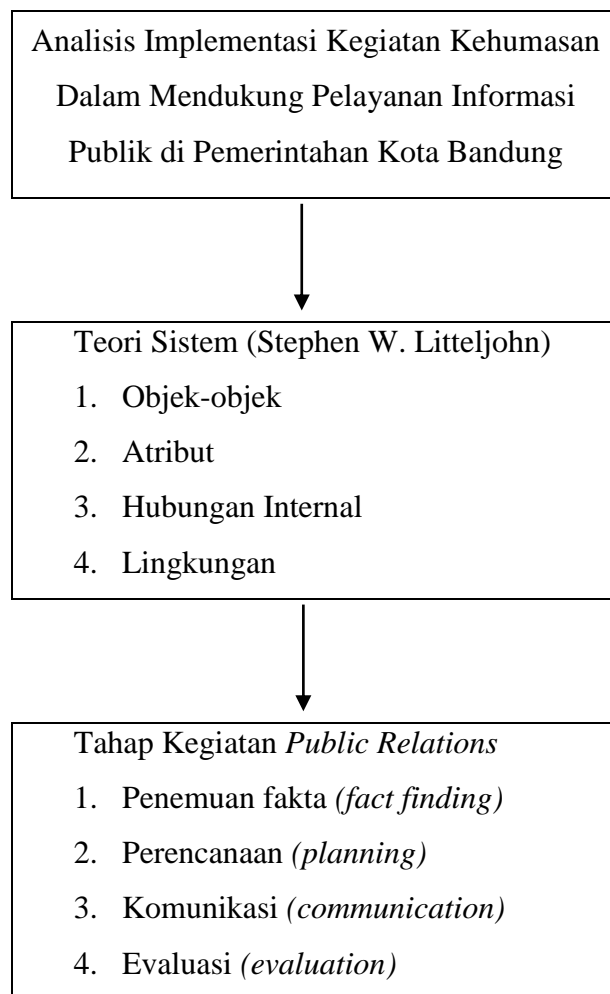 Analisis Implementasi Kegiatan Kehumasan
Dalam Mendukung Pelayanan Informasi
Publik di Pemerintahan Kota Bandung
Teori Sistem (Stephen W. Litteljohn)
1. Objek-objek
2. Atribut
3. Hubungan Internal
4. Lingkungan
Tahap Kegiatan Public Relations
1. Penemuan fakta (fact finding)
2. Perencanaan (planning)
3. Komunikasi (communication)
4. Evaluasi (evaluation)